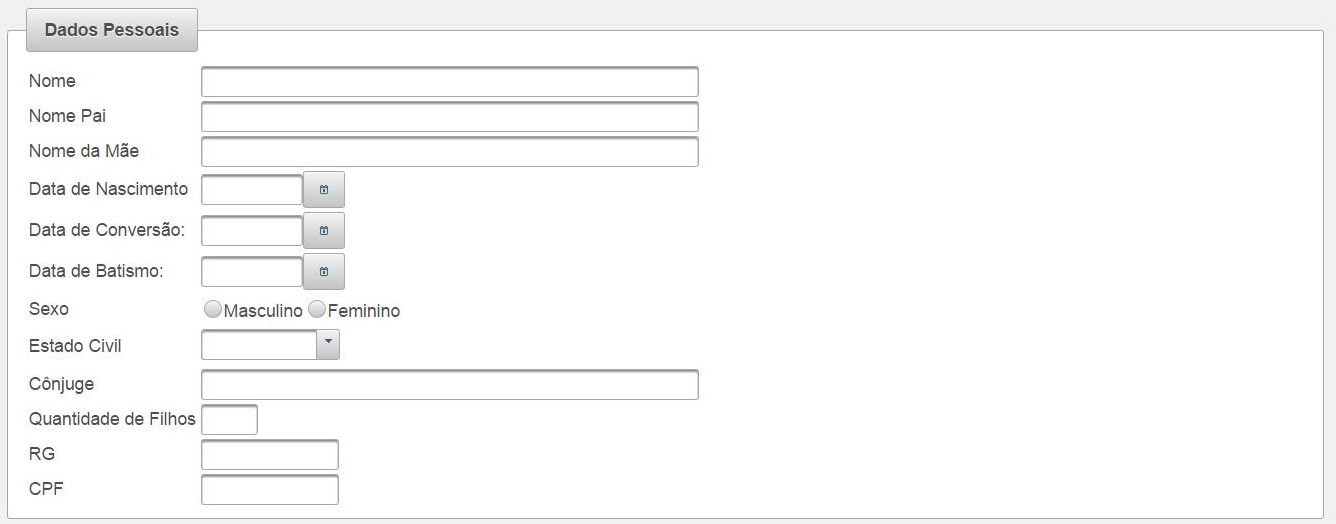 Dados Pessoais
Nome
Nome Pai
Nome da Mãe
Data de Nascimento
Data de Conversão:
Data de Batismo:
Sexo Masculino Feminino
Estado Civil
Cônjuge
Quantidade de Filhos
RG
CPF